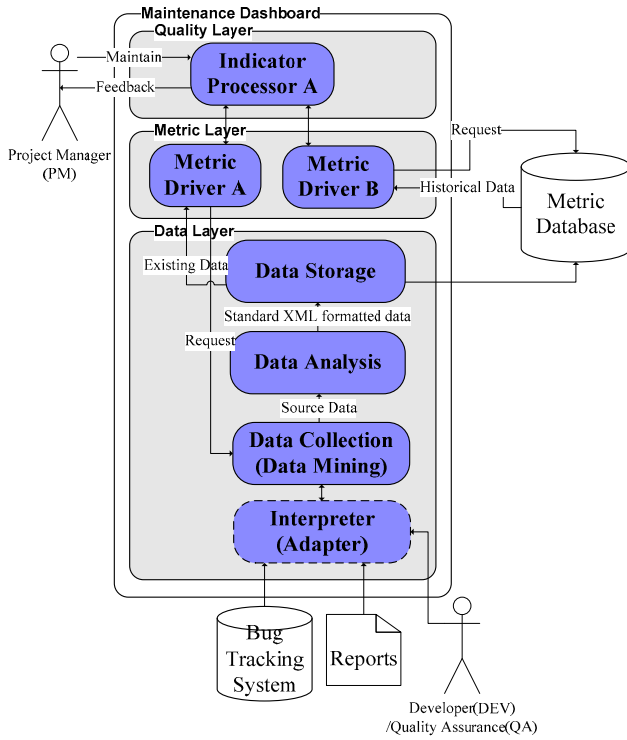 Maintenance Dashboard
Quality Layer
Maintain
Indicator
Processor A
Feedback
Project Manager
(PM)
Metric Layer
Request
Metric
Driver A
Metric
Driver B
Historical Data
Metric
Database
Data Layer
Existing Data
Data Storage
Standard XML formatted data
Request
Data Analysis
Source Data
Data Collection
(Data Mining)
Interpreter
(Adapter)
Bug
Tracking
System
Reports
Developer(DEV)
/Quality Assurance(QA)